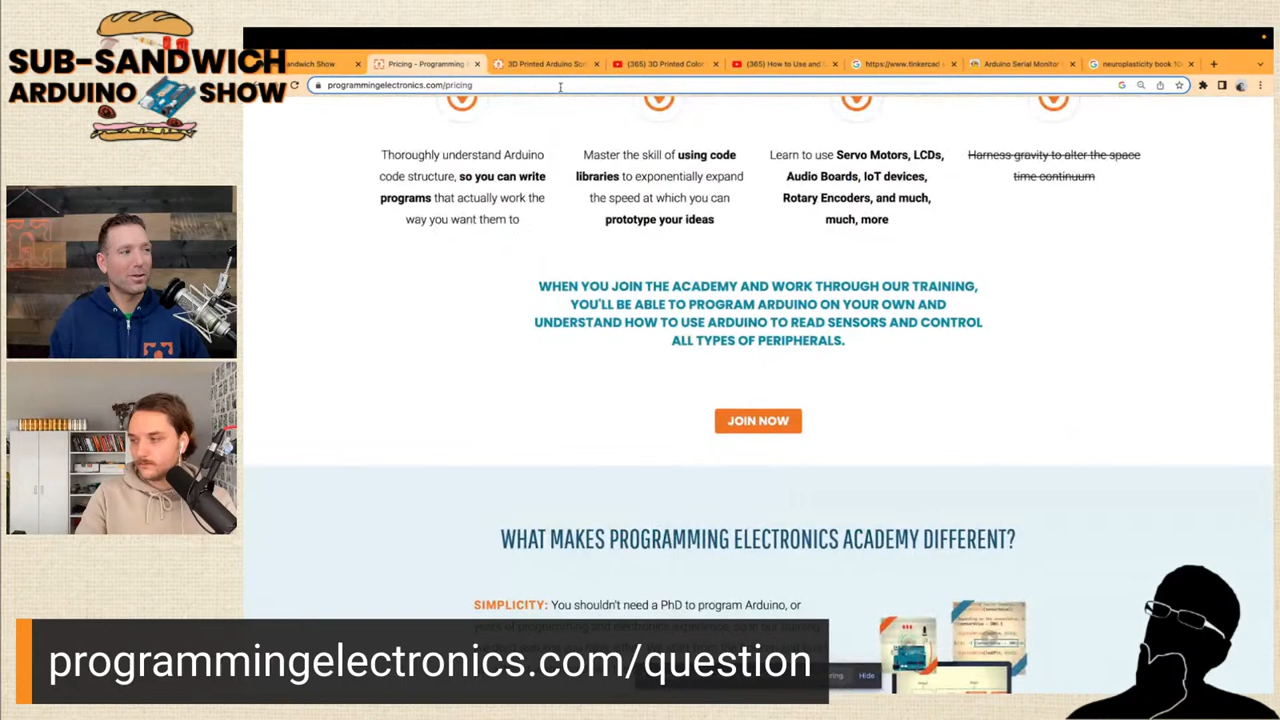 SUB-SANDWICH
ARDUINO SHOW
andwich Show
Pricing - Programming
3D Printed Arduino Scr
(365) 3D Printed Color
(365) How to Use and
https://www.tinkercad
Arduino Serial Monitor
neuroplasticity book
programmingelectronics.com/pricing
Thoroughly understand Arduino
code structure, so you can write
programs that actually work the
way you want them to
Master the skill of using code
libraries to exponentially expand
the speed at which you can
prototype your ideas
Learn to use Servo Motors, LCDs,
Audio Boards, IoT devices,
Rotary Encoders, and much,
much, more
Harness gravity to alter the space
time continuum
WHEN YOU JOIN THE ACADEMY AND WORK THROUGH OUR TRAINING,
YOU'LL BE ABLE TO PROGRAM ARDUINO ON YOUR OWN AND
UNDERSTAND HOW TO USE ARDUINO TO READ SENSORS AND CONTROL
ALL TYPES OF PERIPHERALS.
JOIN NOW
WHAT MAKES PROGRAMMING ELECTRONICS ACADEMY DIFFERENT?
SIMPLICITY: You shouldn't need a PhD to program Arduino, or
Hide
programmingelectronics.com/question